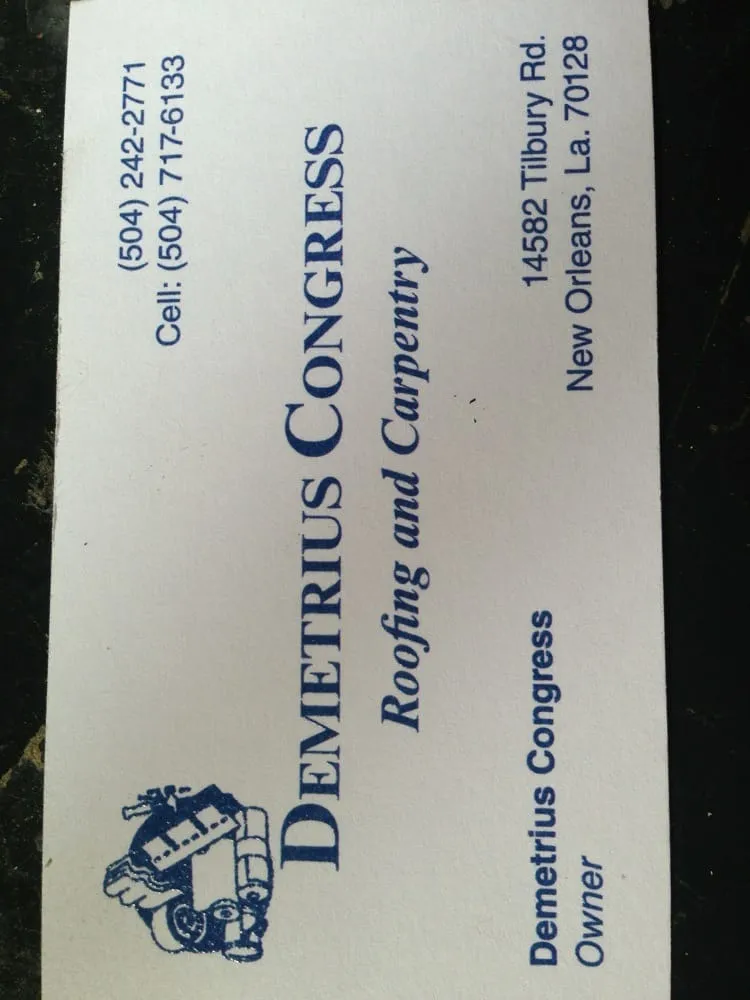 (504) 242-2771
Cell: (504) 717-6133
DEMETRIUS CONGRESS
Roofing and Carpentry
Demetrius Congress
Owner
14582 Tilbury Rd.
New Orleans, La. 70128